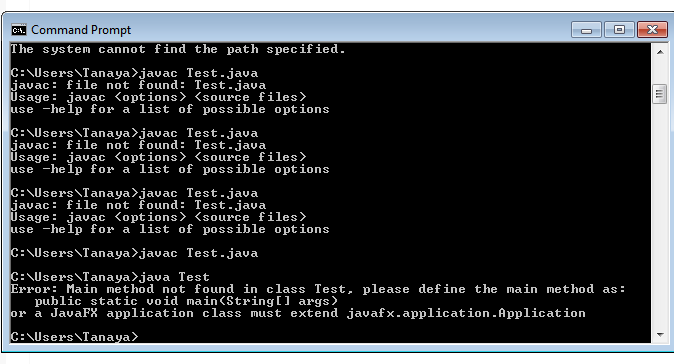 Command Prompt
The system cannot find the path specified.
C:\Users\Tanaya>javac Test.java
javac: file not found: Test.java
Usage: javac <options> <source files>
use -help for a list of possible options
C:\Users\Tanaya>javac Test.java
javac: file not found: Test.java
Usage: javac <options> <source files>
use -help for a list of possible options
C:\Users\Tanaya>javac Test.java
javac: file not found: Test.java
Usage: javac <options> <source files>
use -help for a list of possible options
C:\Users\Tanaya>javac Test.java
C:\Users\Tanaya>java Test
Error: Main method not found in class Test, please define the main method as:
public static void main(String[] args)
or a JavaFX application class must extend javafx.application.Application
C:\Users\Tanaya>